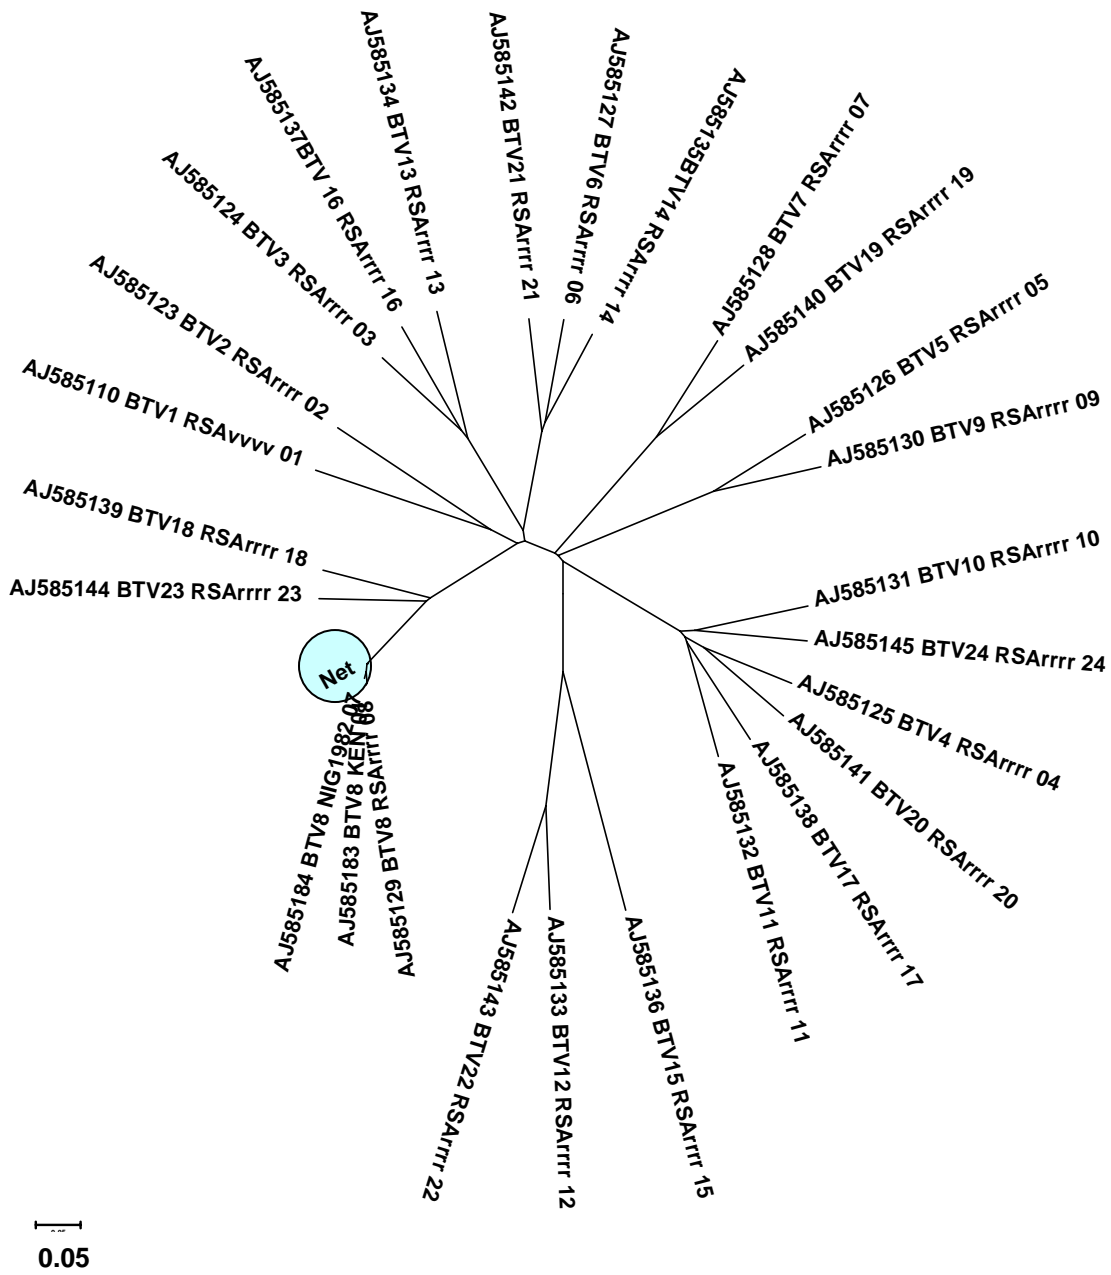 AJ585134 BTV13 RSArrrr 13
AJ585142 BTV21 RSArrrr 21
AJ585127 BTV6 RSArrrr 06
AJ585135BTV14 RSArrrr 14
AJ585137BTV 16 RSArrrr 16
AJ585128 BTV7 RSArrrr 07
AJ585124 BTV3 RSArrrr 03
AJ585140 BTV19 RSArrrr 19
AJ585123 BTV2 RSArrrr 02
AJ585126 BTV5 RSArrrr 05
AJ585110 BTV1 RSAvvvv 01
AJ585130 BTV9 RSArrrr 09
AJ585139 BTV18 RSArrrr 18
AJ585131 BTV10 RSArrrr 10
AJ585144 BTV23 RSArrrr 23
AJ585145 BTV24 RSArrrr 24
Net
AJ585125 BTV4 RSArrrr 04
AJ585141 BTV20 RSArrrr 20
AJ585138 BTV17 RSArrrr 17
AJ585132 BTV11 RSArrrr 11
AJ585184 BTV8 NIG1982
AJ585183 BTV8 KEN
AJ585129 BTV8 RSArrrr 08
AJ585143 BTV22 RSArrrr 22
AJ585133 BTV12 RSArrrr 12
AJ585136 BTV15 RSArrrr 15
0.05